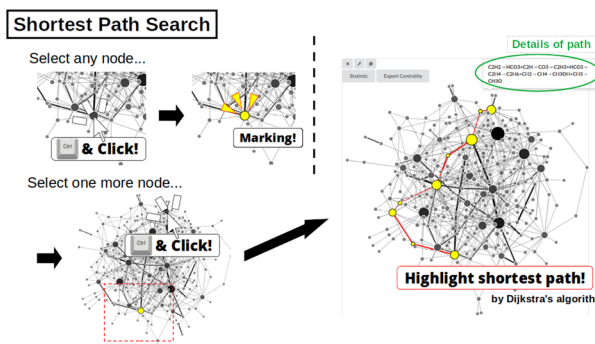 Shortest Path Search
Select any node...
Ctrl
& Click!
Marking!
Select one more node...
Ctrl
& Click!
Details of path
Statistic
Export Centrality
Highlight shortest path!
by Dijkstra's algorith